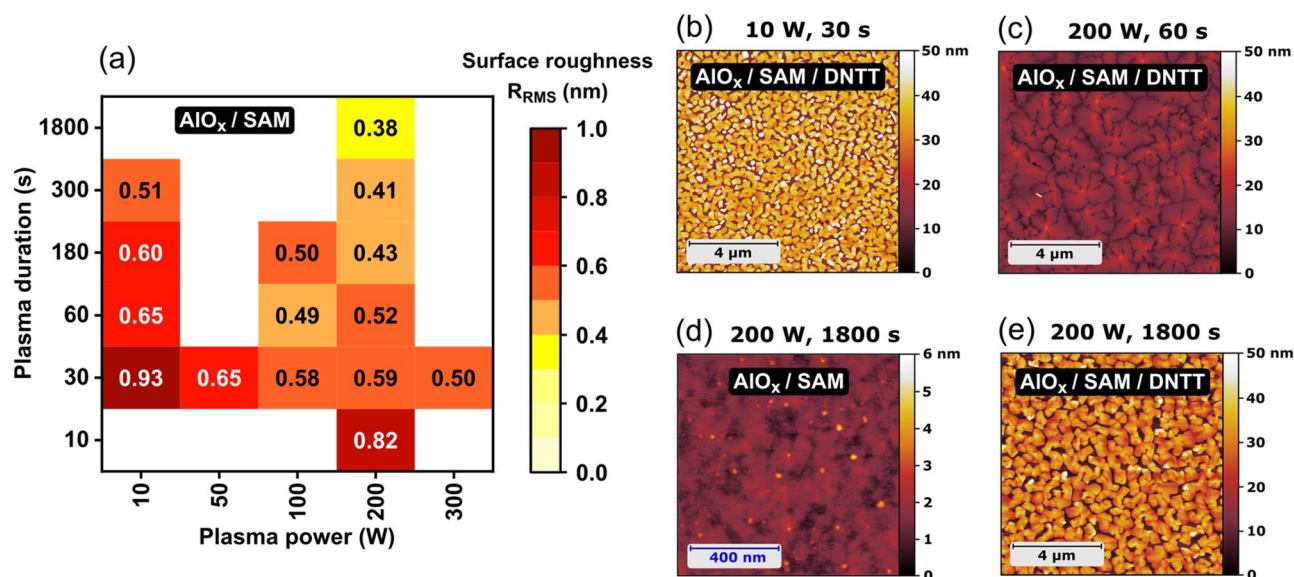 (a)
AlOx / SAM
Surface roughness
RRMS (nm)
Plasma duration (s)
1800
300
180
60
30
10
0.38
0.51 0.41
0.60 0.50 0.43
0.65 0.49 0.52
0.93 0.65 0.58 0.59 0.50
0.82
10 50 100 200 300
Plasma power (W)
1.0
0.8
0.6
0.4
0.2
0.0
(b) 10 W, 30 s
AlOx / SAM / DNTT
4 µm
50 nm
40
30
20
10
0
(c) 200 W, 60 s
AlOx / SAM / DNTT
4 µm
50 nm
40
30
20
10
0
(d) 200 W, 1800 s
AlOx / SAM
400 nm
6 nm
5
4
3
2
1
0
(e) 200 W, 1800 s
AlOx / SAM / DNTT
4 µm
50 nm
40
30
20
10
0